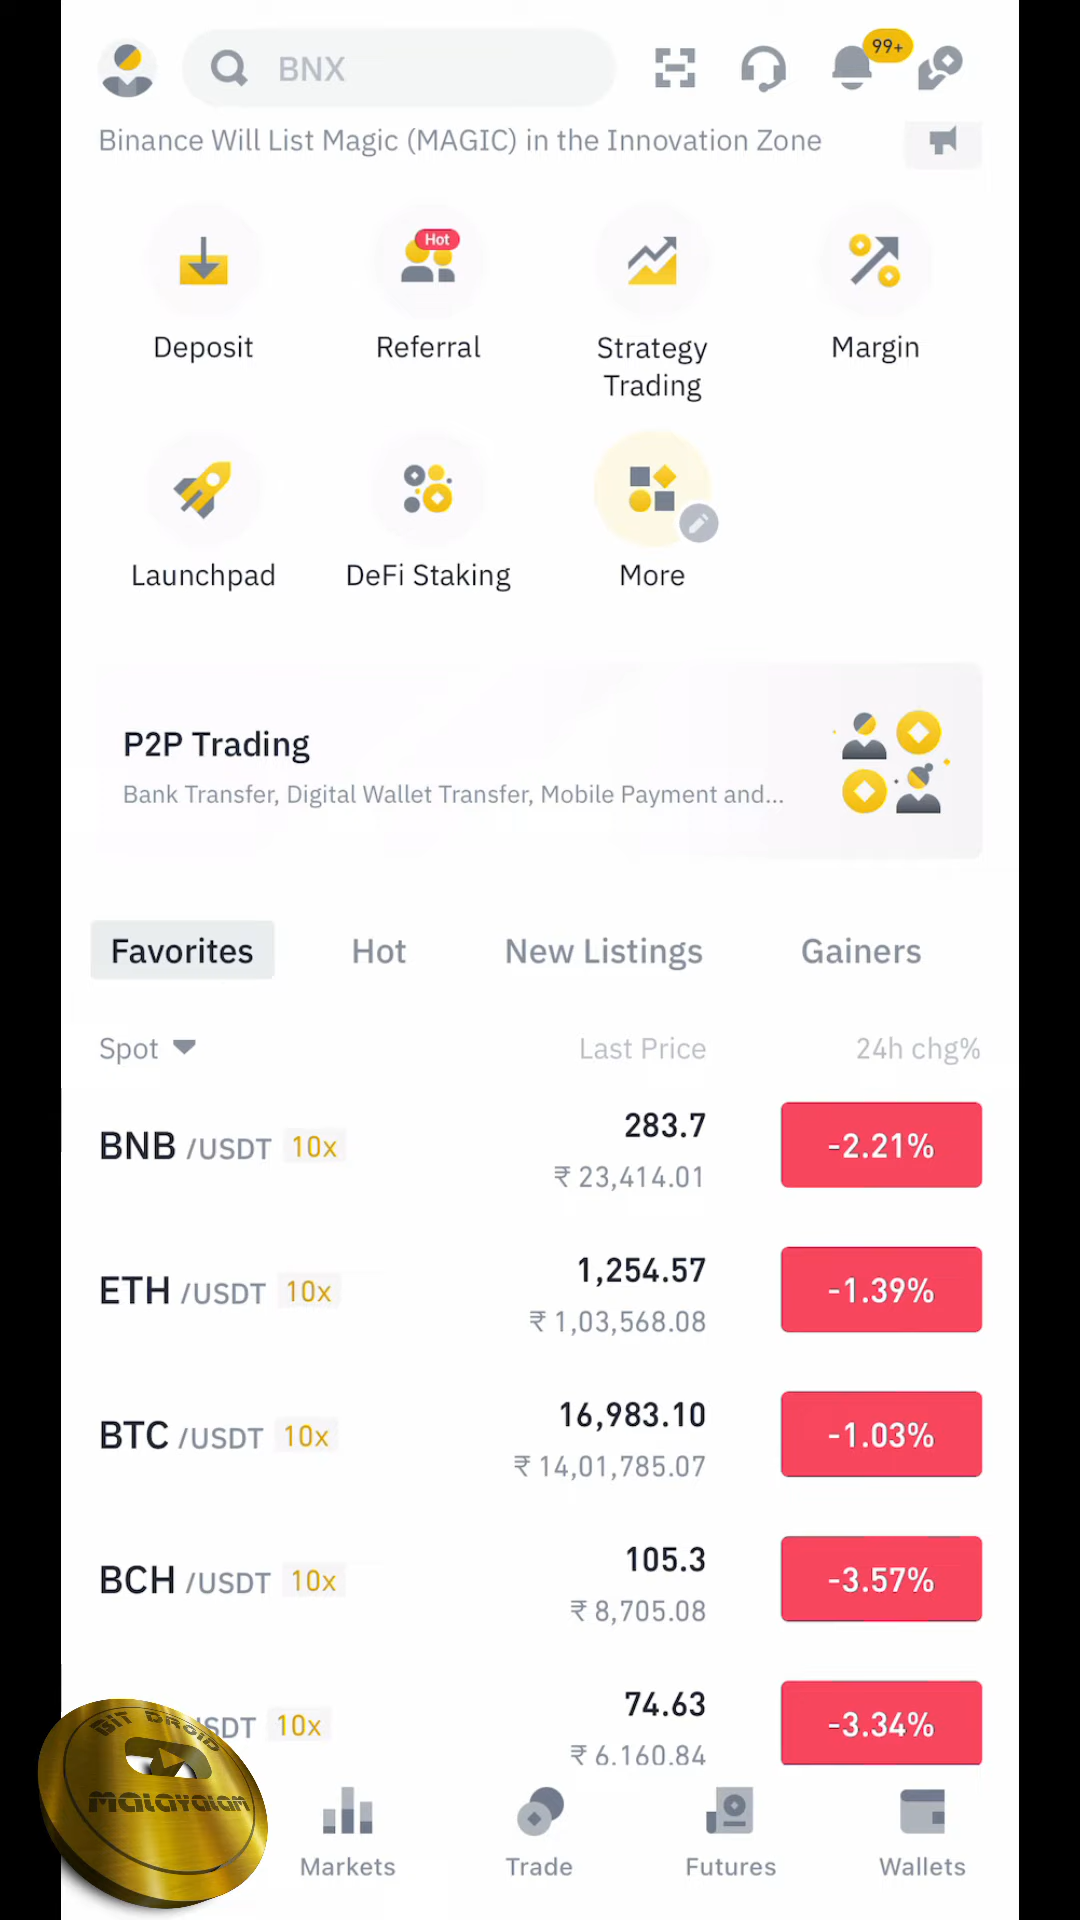 BNX
99+
Binance Will List Magic (MAGIC) in the Innovation Zone
Hot
Deposit
Referral
Strategy
Trading
Margin
Launchpad
DeFi Staking
More
P2P Trading
Bank Transfer, Digital Wallet Transfer, Mobile Payment and...
Favorites Hot New Listings Gainers
Spot Last Price 24h chg%
BNB /USDT 10x 283.7 -2.21%
₹ 23,414.01
ETH /USDT 10x 1,254.57 -1.39%
₹ 1,03,568.08
BTC /USDT 10x 16,983.10 -1.03%
₹ 14,01,785.07
BCH /USDT 10x 105.3 -3.57%
₹ 8,705.08
SDT 10x 74.63 -3.34%
₹ 6,160.84
BIT DROID
MALAYALAM
Markets Trade Futures Wallets